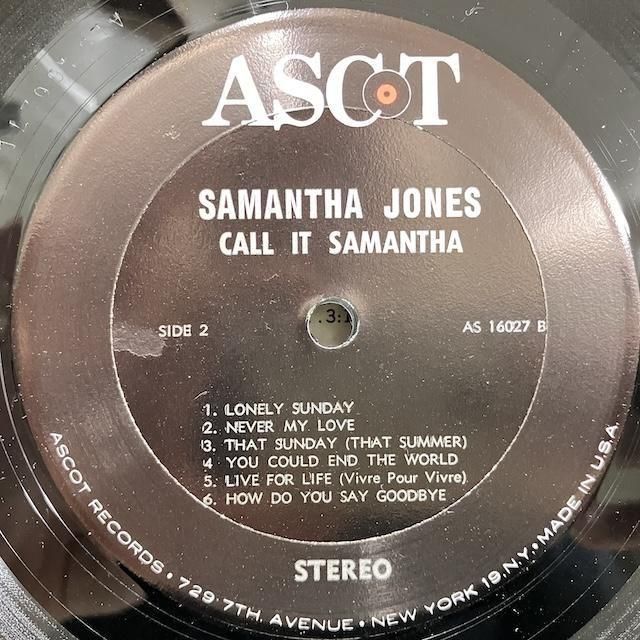 ASCOT
SAMANTHA JONES
CALL IT SAMANTHA
SIDE 2
AS 16027 B
1. LONELY SUNDAY
2. NEVER MY LOVE
3. THAT SUNDAY (THAT SUMMER)
4 YOU COULD END THE WORLD
5. LIVE FOR LIFE (Vivre Pour Vivre)
6. HOW DO YOU SAY GOODBYE
STEREO
ASCOT RECORDS • 729 7TH. AVENUE • NEW YORK 19, N.Y. • MADE IN U.S.A.